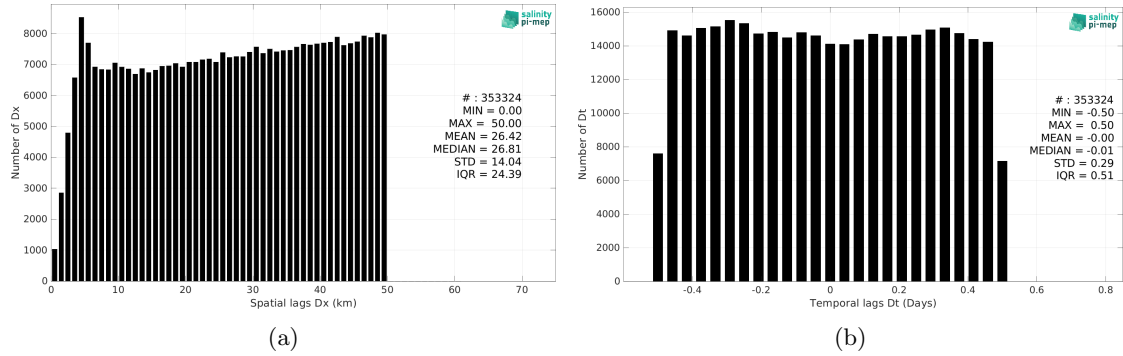 salinity
pi-mep
# : 353324
MIN = 0.00
MAX = 50.00
MEAN = 26.42
MEDIAN = 26.81
STD = 14.04
IQR = 24.39
Number of Dx
8000
7000
6000
5000
4000
3000
2000
1000
0
0 10 20 30 40 50 60 70
Spatial lags Dx (km)
(a)
salinity
pi-mep
# : 353324
MIN = -0.50
MAX = 0.50
MEAN = -0.00
MEDIAN = -0.01
STD = 0.29
IQR = 0.51
Number of Dt
16000
14000
12000
10000
8000
6000
4000
2000
0
-0.4 -0.2 0 0.2 0.4 0.6 0.8
Temporal lags Dt (Days)
(b)